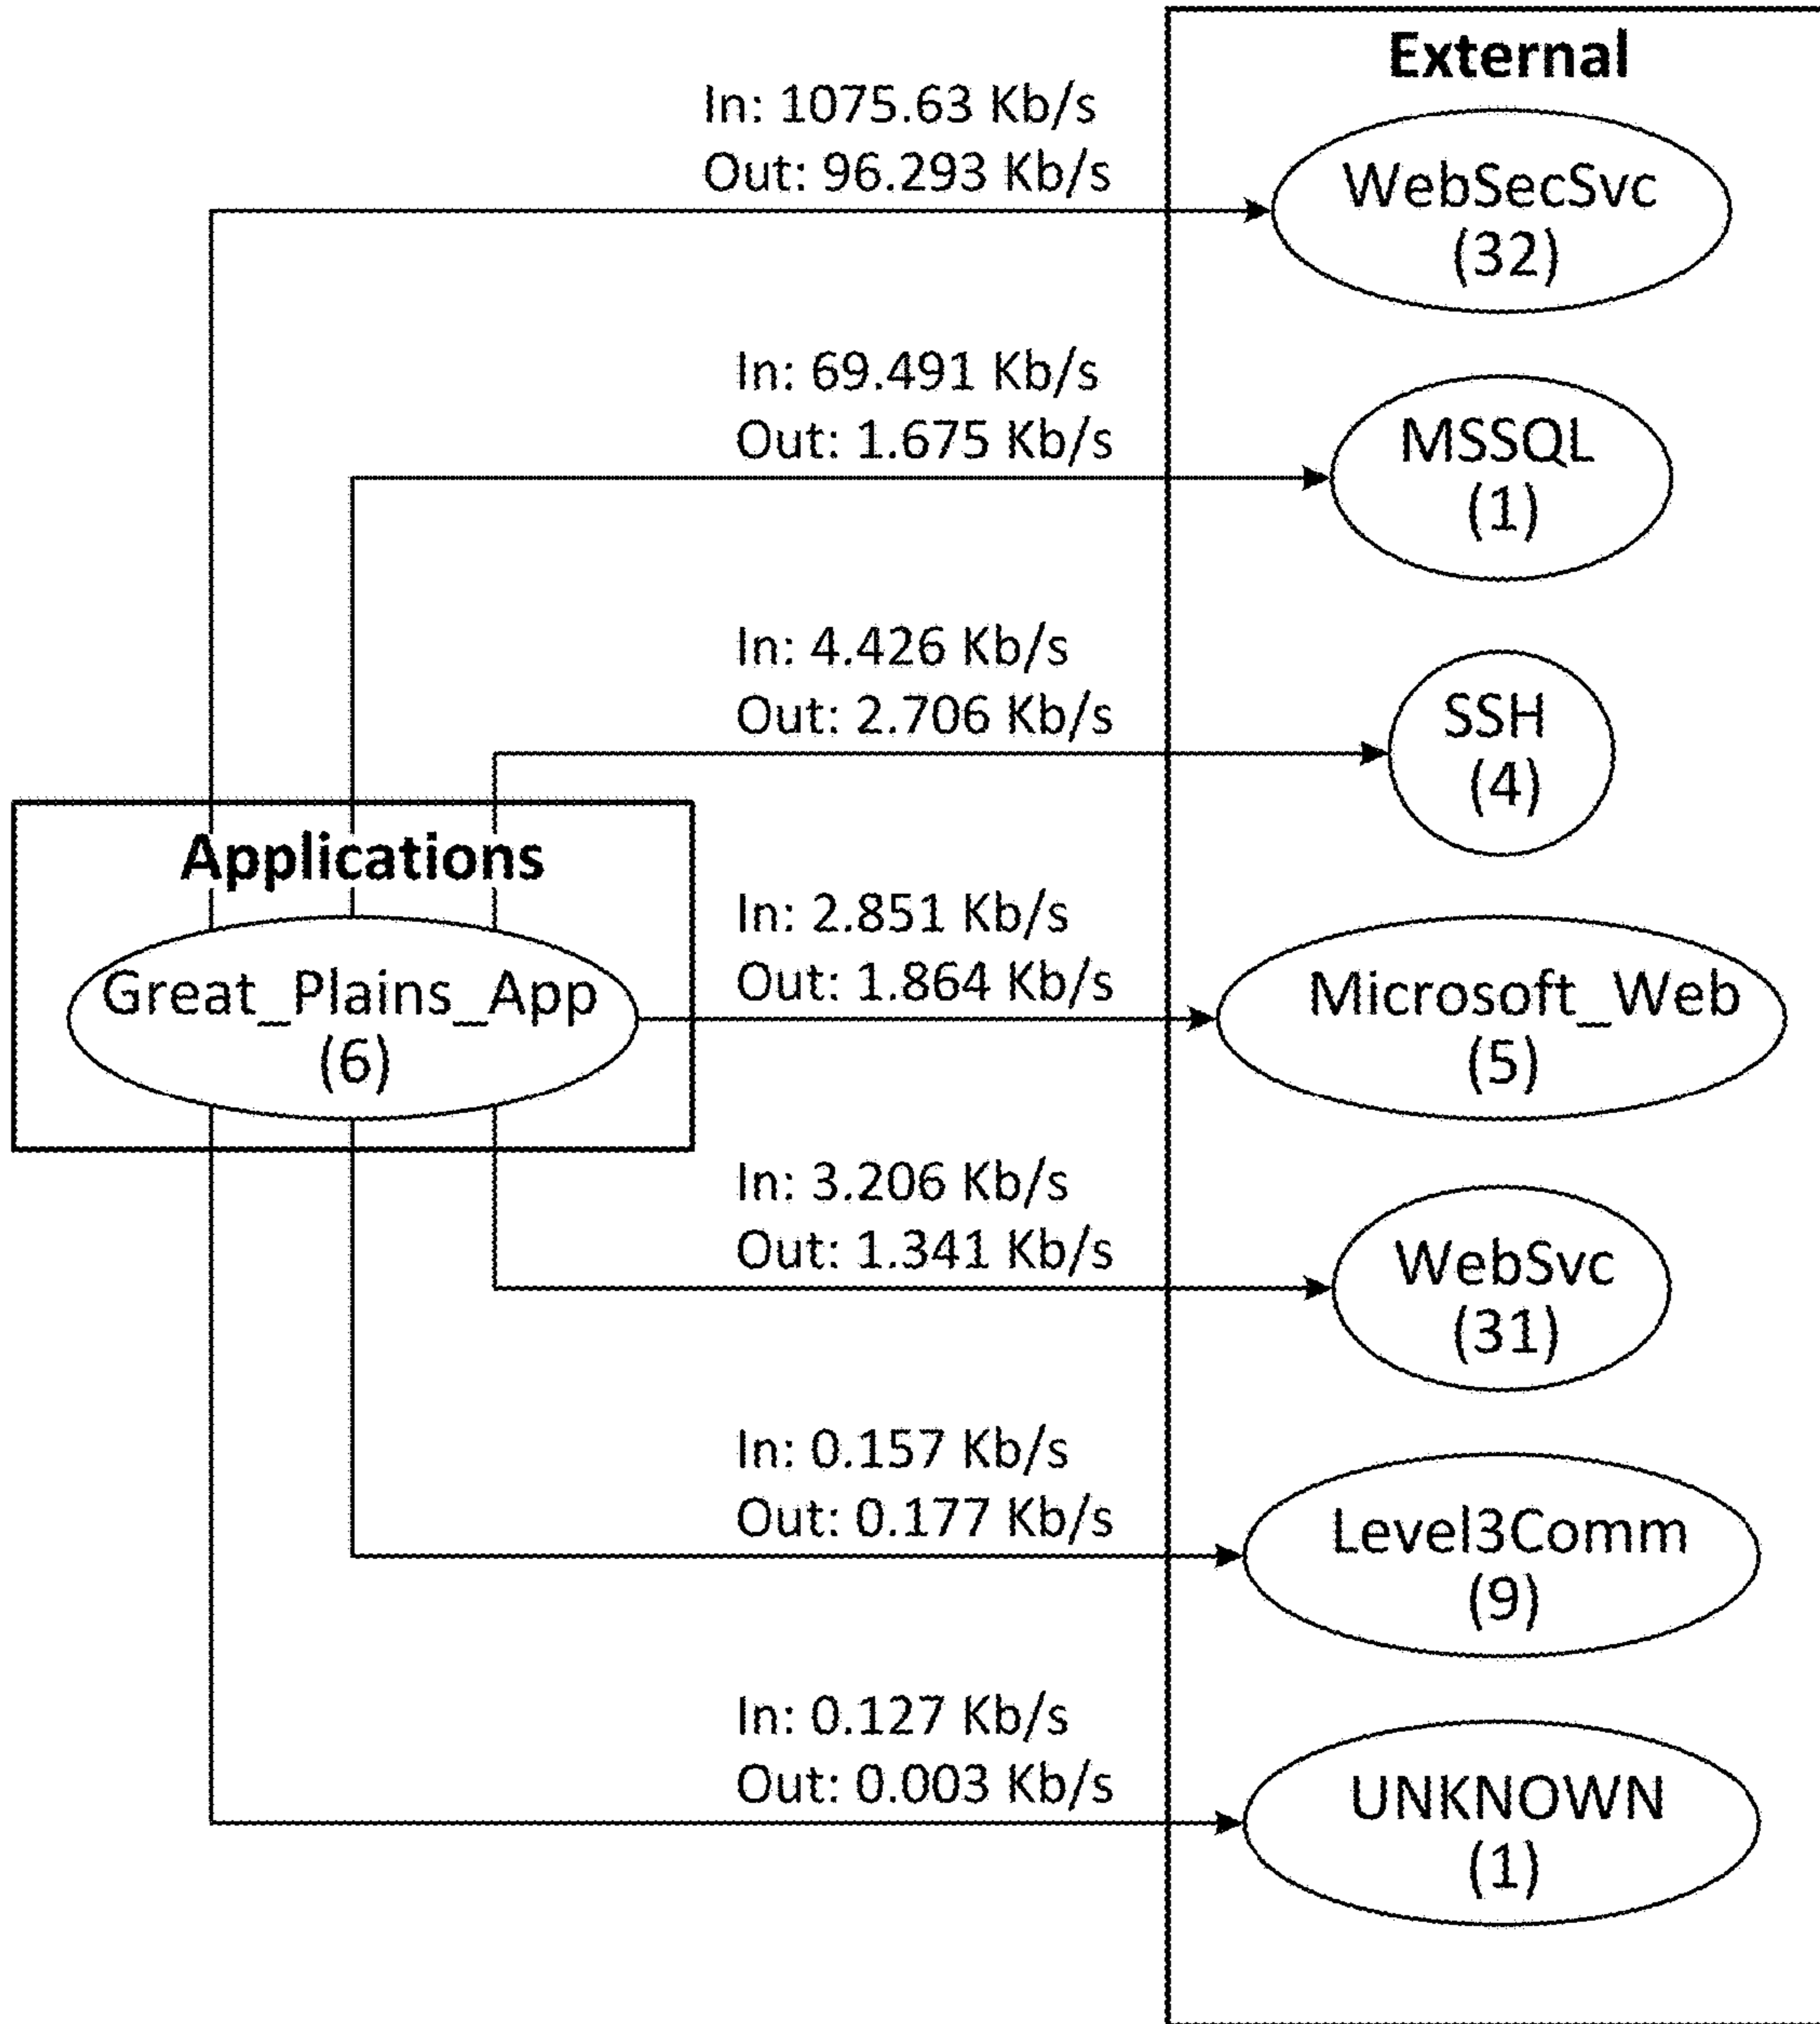 External
In: 1075.63 Kb/s
Out: 96.293 Kb/s
WebSecSvc
(32)
In: 69.491 Kb/s
Out: 1.675 Kb/s
MSSQL
(1)
In: 4.426 Kb/s
Out: 2.706 Kb/s
SSH
(4)
Applications
Great_Plains_App
(6)
In: 2.851 Kb/s
Out: 1.864 Kb/s
Microsoft_Web
(5)
In: 3.206 Kb/s
Out: 1.341 Kb/s
WebSvc
(31)
In: 0.157 Kb/s
Out: 0.177 Kb/s
Level3Comm
(9)
In: 0.127 Kb/s
Out: 0.003 Kb/s
UNKNOWN
(1)